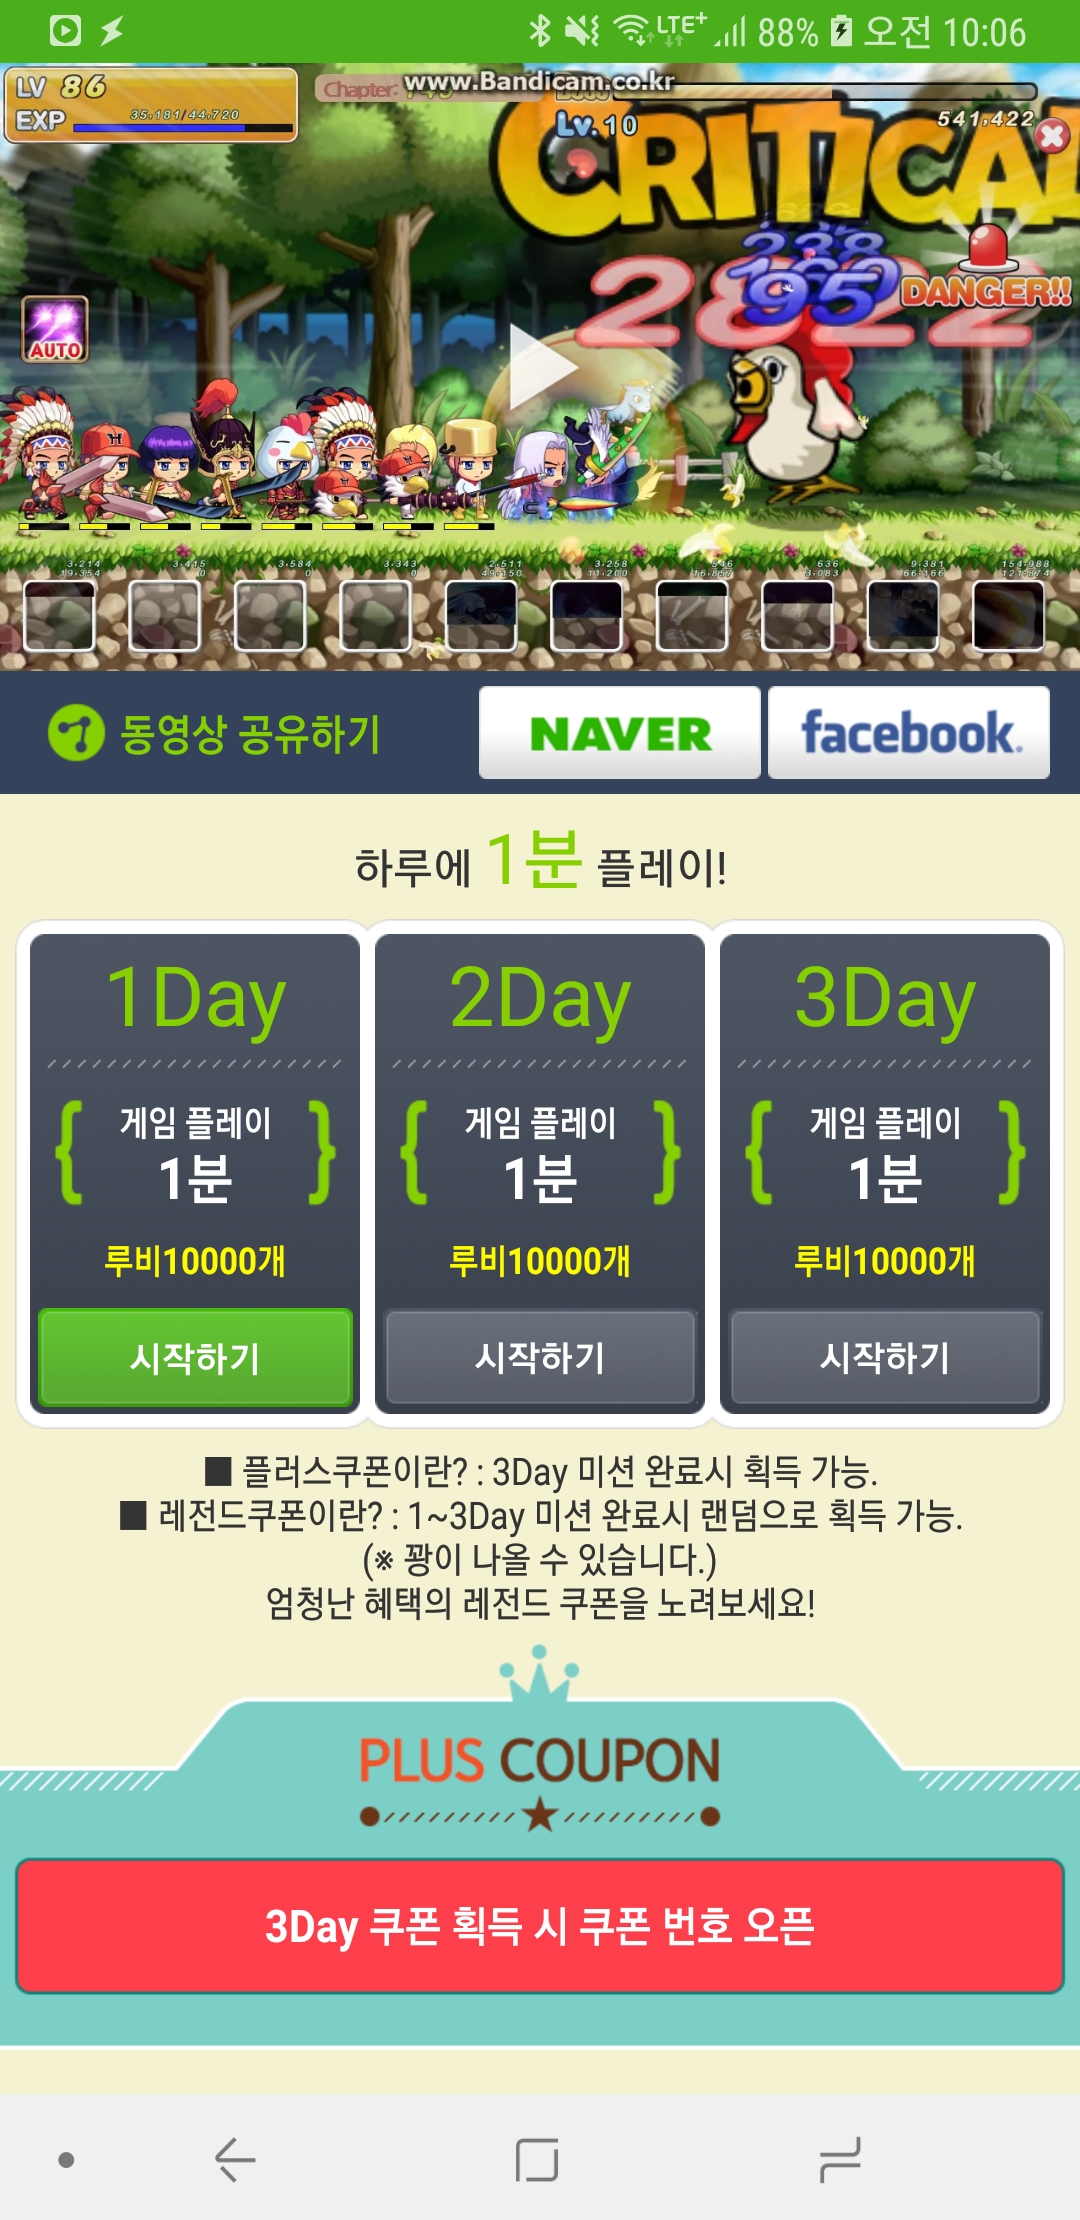 LTE+ 88% 오전 10:06
LV 86
www.Bandicam.co.kr
Chapter:
EXP 35,181/44,720
Lv.10
541,422
CRITICAL
238
95
2822
DANGER!!
AUTO
3,214 3,415 3,584 3,343 2,511 3,258 546 636 9,381 154,988
19,354 0 0 0 49,150 11,200 16,857 3,083 66,166 121,874
동영상 공유하기 NAVER facebook.
하루에 1분 플레이!
1Day 2Day 3Day
{ 게임 플레이 } { 게임 플레이 } { 게임 플레이 }
1분 1분 1분
루비10000개 루비10000개 루비10000개
시작하기 시작하기 시작하기
■ 플러스쿠폰이란? : 3Day 미션 완료시 획득 가능.
■ 레전드쿠폰이란? : 1~3Day 미션 완료시 랜덤으로 획득 가능.
(※ 꽝이 나올 수 있습니다.)
엄청난 혜택의 레전드 쿠폰을 노려보세요!
PLUS COUPON
3Day 쿠폰 획득 시 쿠폰 번호 오픈